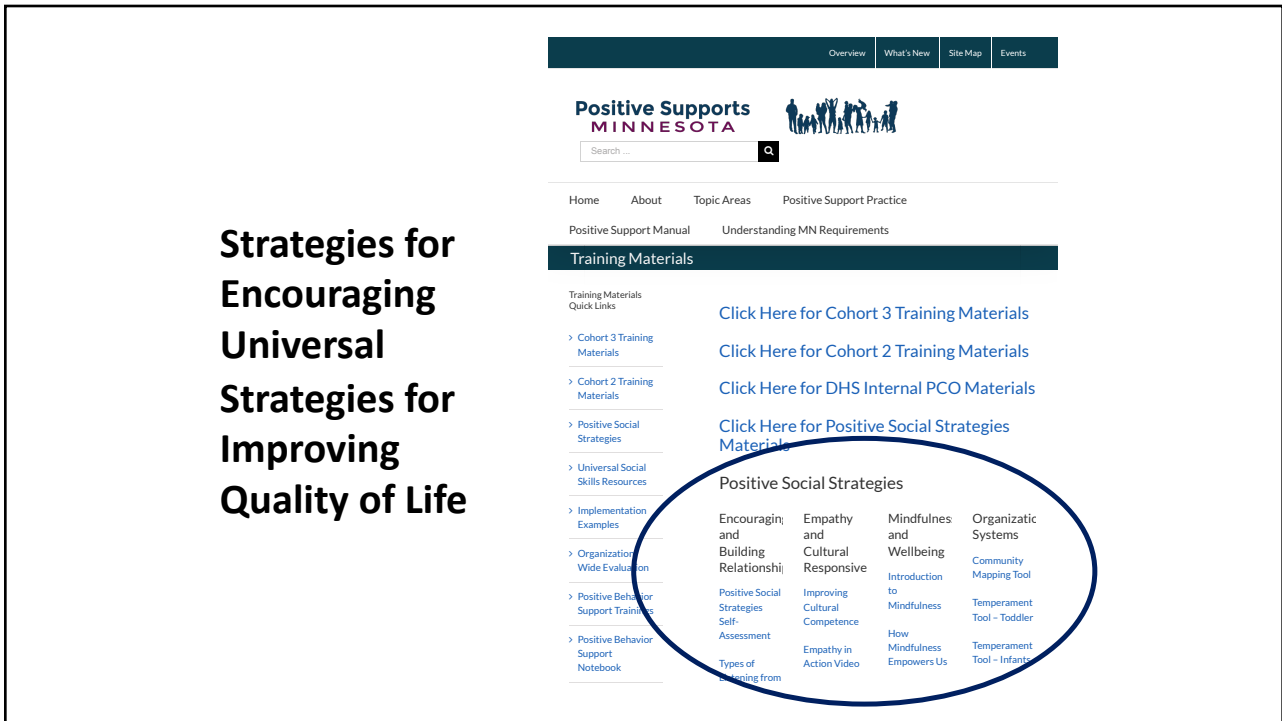 Strategies for
Encouraging
Universal
Strategies for
Improving
Quality of Life
Overview What's New Site Map Events
Positive Supports
MINNESOTA
Search ...
Home About Topic Areas Positive Support Practice
Positive Support Manual Understanding MN Requirements
Training Materials
Training Materials
Quick Links
> Cohort 3 Training
Materials
> Cohort 2 Training
Materials
> Positive Social
Strategies
> Universal Social
Skills Resources
> Implementation
Examples
> Organization
Wide Evaluation
> Positive Behavior
Support Trainings
> Positive Behavior
Support
Notebook
Click Here for Cohort 3 Training Materials
Click Here for Cohort 2 Training Materials
Click Here for DHS Internal PCO Materials
Click Here for Positive Social Strategies
Materials
Positive Social Strategies
Encouraging
and
Building
Relationshi
Positive Social
Strategies
Self-
Assessment
Types of
Listening from
Empathy
and
Cultural
Responsive
Improving
Cultural
Competence
Empathy in
Action Video
Mindfulnes
and
Wellbeing
Introduction
to
Mindfulness
How
Mindfulness
Empowers Us
Organizatic
Systems
Community
Mapping Tool
Temperament
Tool – Toddler
Temperament
Tool – Infants